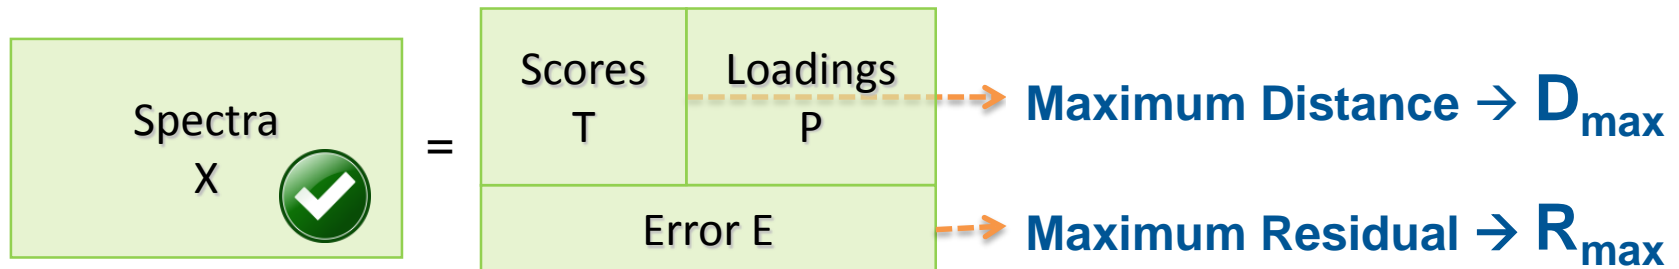 Spectra
X
=
Scores
T
Loadings
P
Error E
Maximum Distance → Dmax
Maximum Residual → Rmax